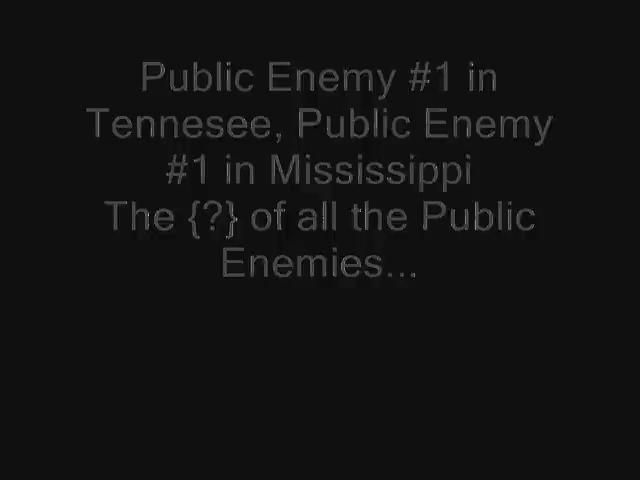 Public Enemy #1 in
Tennesee, Public Enemy
#1 in Mississippi
The {?} of all the Public
Enemies...